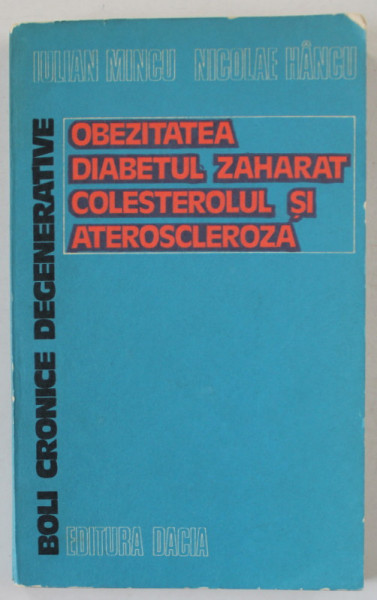 IULIAN MINCU NICOLAE HÂNCU
OBEZITATEA
DIABETUL ZAHARAT
COLESTEROLUL ȘI
ATEROSCLEROZA
BOLI CRONICE DEGENERATIVE
EDITURA DACIA